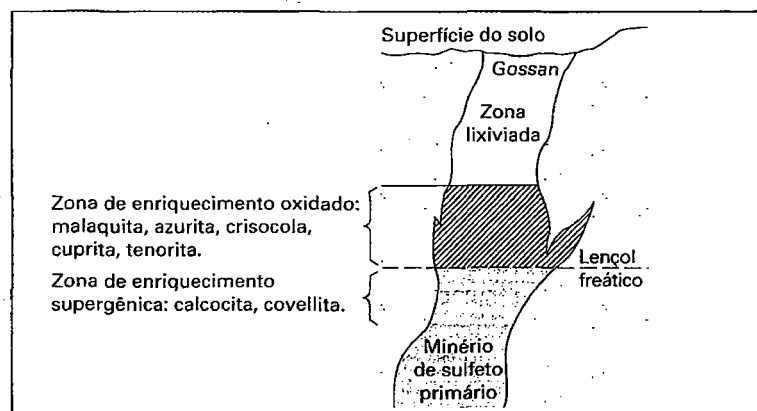 Superfície do solo
Gossan
Zona
lixiviada
Zona de enriquecimento oxidado:
malaquita, azurita, crisocola,
cuprita, tenorita.
Lençol
freático
Zona de enriquecimento
supergênica: calcocita, covellita.
Minério
de sulfeto
primário